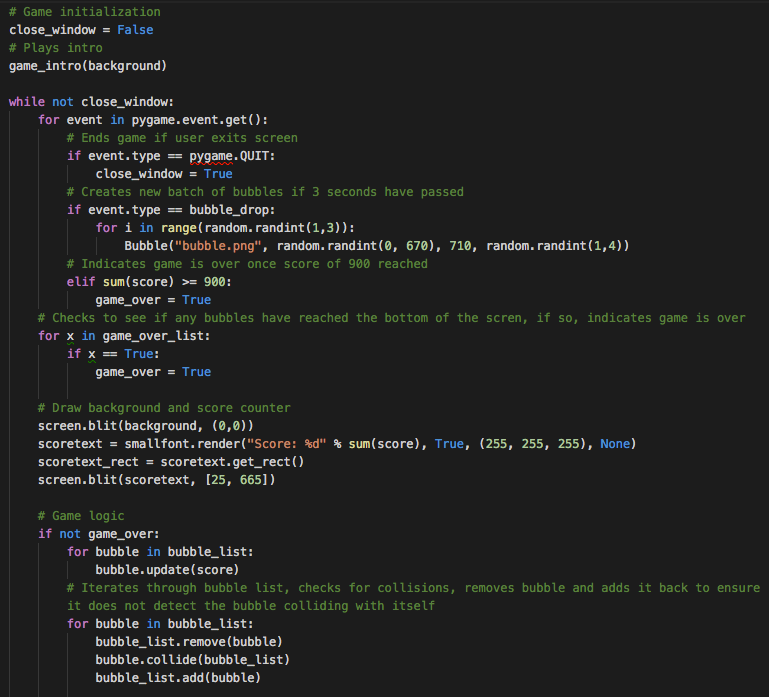 # Game initialization
close_window = False
# Plays intro
game_intro(background)

while not close_window:
    for event in pygame.event.get():
        # Ends game if user exits screen
        if event.type == pygame.QUIT:
            close_window = True
        # Creates new batch of bubbles if 3 seconds have passed
        if event.type == bubble_drop:
            for i in range(random.randint(1,3)):
                Bubble("bubble.png", random.randint(0, 670), 710, random.randint(1,4))
        # Indicates game is over once score of 900 reached
        elif sum(score) >= 900:
            game_over = True
    # Checks to see if any bubbles have reached the bottom of the scren, if so, indicates game is over
    for x in game_over_list:
        if x == True:
            game_over = True

    # Draw background and score counter
    screen.blit(background, (0,0))
    scoretext = smallfont.render("Score: %d" % sum(score), True, (255, 255, 255), None)
    scoretext_rect = scoretext.get_rect()
    screen.blit(scoretext, [25, 665])

    # Game logic
    if not game_over:
        for bubble in bubble_list:
            bubble.update(score)
        # Iterates through bubble list, checks for collisions, removes bubble and adds it back to ensure
        it does not detect the bubble colliding with itself
        for bubble in bubble_list:
            bubble_list.remove(bubble)
            bubble.collide(bubble_list)
            bubble_list.add(bubble)